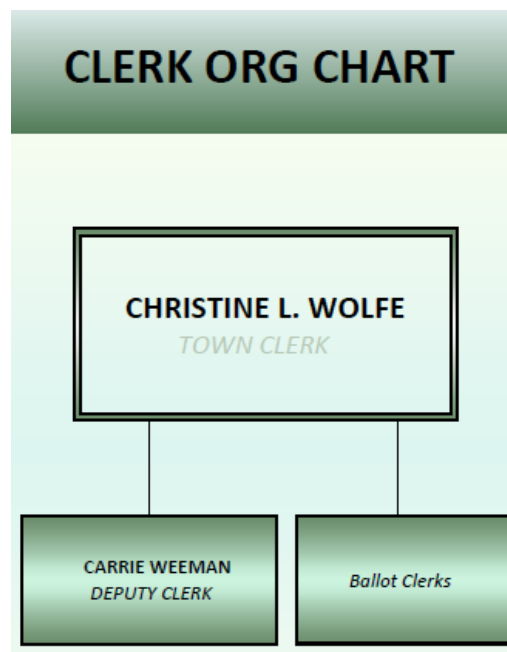 CLERK ORG CHART
CHRISTINE L. WOLFE
TOWN CLERK
CARRIE WEEMAN
DEPUTY CLERK
Ballot Clerks